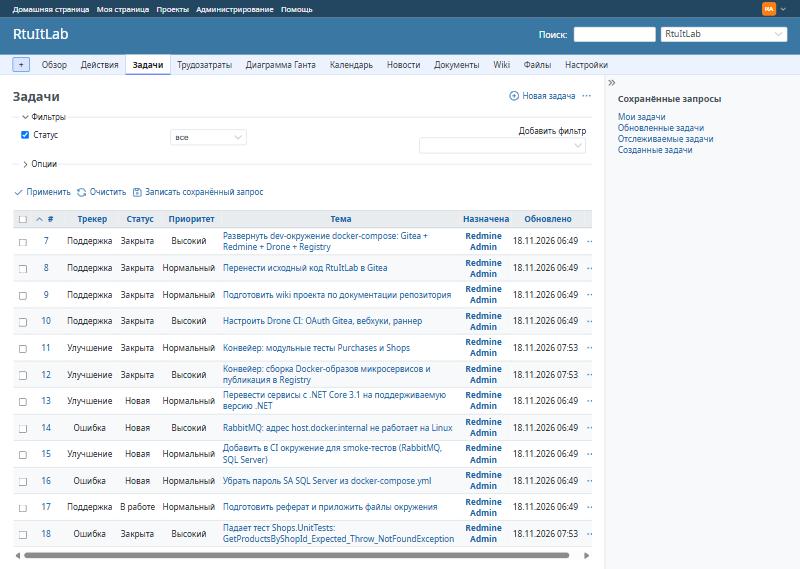 Домашняя страница Моя страница Проекты Администрирование Помощь
RA
RtuItLab
Поиск:
RtuItLab
+ Обзор Действия Задачи Трудозатраты Диаграмма Ганта Календарь Новости Документы Wiki Файлы Настройки
Задачи
Новая задача ...
Фильтры
Статус
все
Добавить фильтр
Опции
Применить Очистить Записать сохранённый запрос
# Трекер Статус Приоритет Тема Назначена Обновлено
7 Поддержка Закрыта Высокий Развернуть dev-окружение docker-compose: Gitea + Redmine + Drone + Registry Redmine Admin 18.11.2026 06:49
8 Поддержка Закрыта Нормальный Перенести исходный код RtuItLab в Gitea Redmine Admin 18.11.2026 06:49
9 Поддержка Закрыта Нормальный Подготовить wiki проекта по документации репозитория Redmine Admin 18.11.2026 06:49
10 Поддержка Закрыта Высокий Настроить Drone CI: OAuth Gitea, вебхуки, раннер Redmine Admin 18.11.2026 06:49
11 Улучшение Закрыта Нормальный Конвейер: модульные тесты Purchases и Shops Redmine Admin 18.11.2026 07:53
12 Улучшение Закрыта Высокий Конвейер: сборка Docker-образов микросервисов и публикация в Registry Redmine Admin 18.11.2026 07:53
13 Улучшение Новая Нормальный Перевести сервисы с .NET Core 3.1 на поддерживаемую версию .NET Redmine Admin 18.11.2026 06:49
14 Ошибка Новая Высокий RabbitMQ: адрес host.docker.internal не работает на Linux Redmine Admin 18.11.2026 06:49
15 Улучшение Новая Нормальный Добавить в CI окружение для smoke-тестов (RabbitMQ, SQL Server) Redmine Admin 18.11.2026 06:49
16 Ошибка Новая Нормальный Убрать пароль SA SQL Server из docker-compose.yml Redmine Admin 18.11.2026 06:49
17 Поддержка В работе Нормальный Подготовить реферат и приложить файлы окружения Redmine Admin 18.11.2026 06:49
18 Ошибка Закрыта Высокий Падает тест Shops.UnitTests: GetProductsByShopId_Expected_Throw_NotFoundException Redmine Admin 18.11.2026 07:53
»
Сохранённые запросы
Мои задачи
Обновленные задачи
Отслеживаемые задачи
Созданные задачи